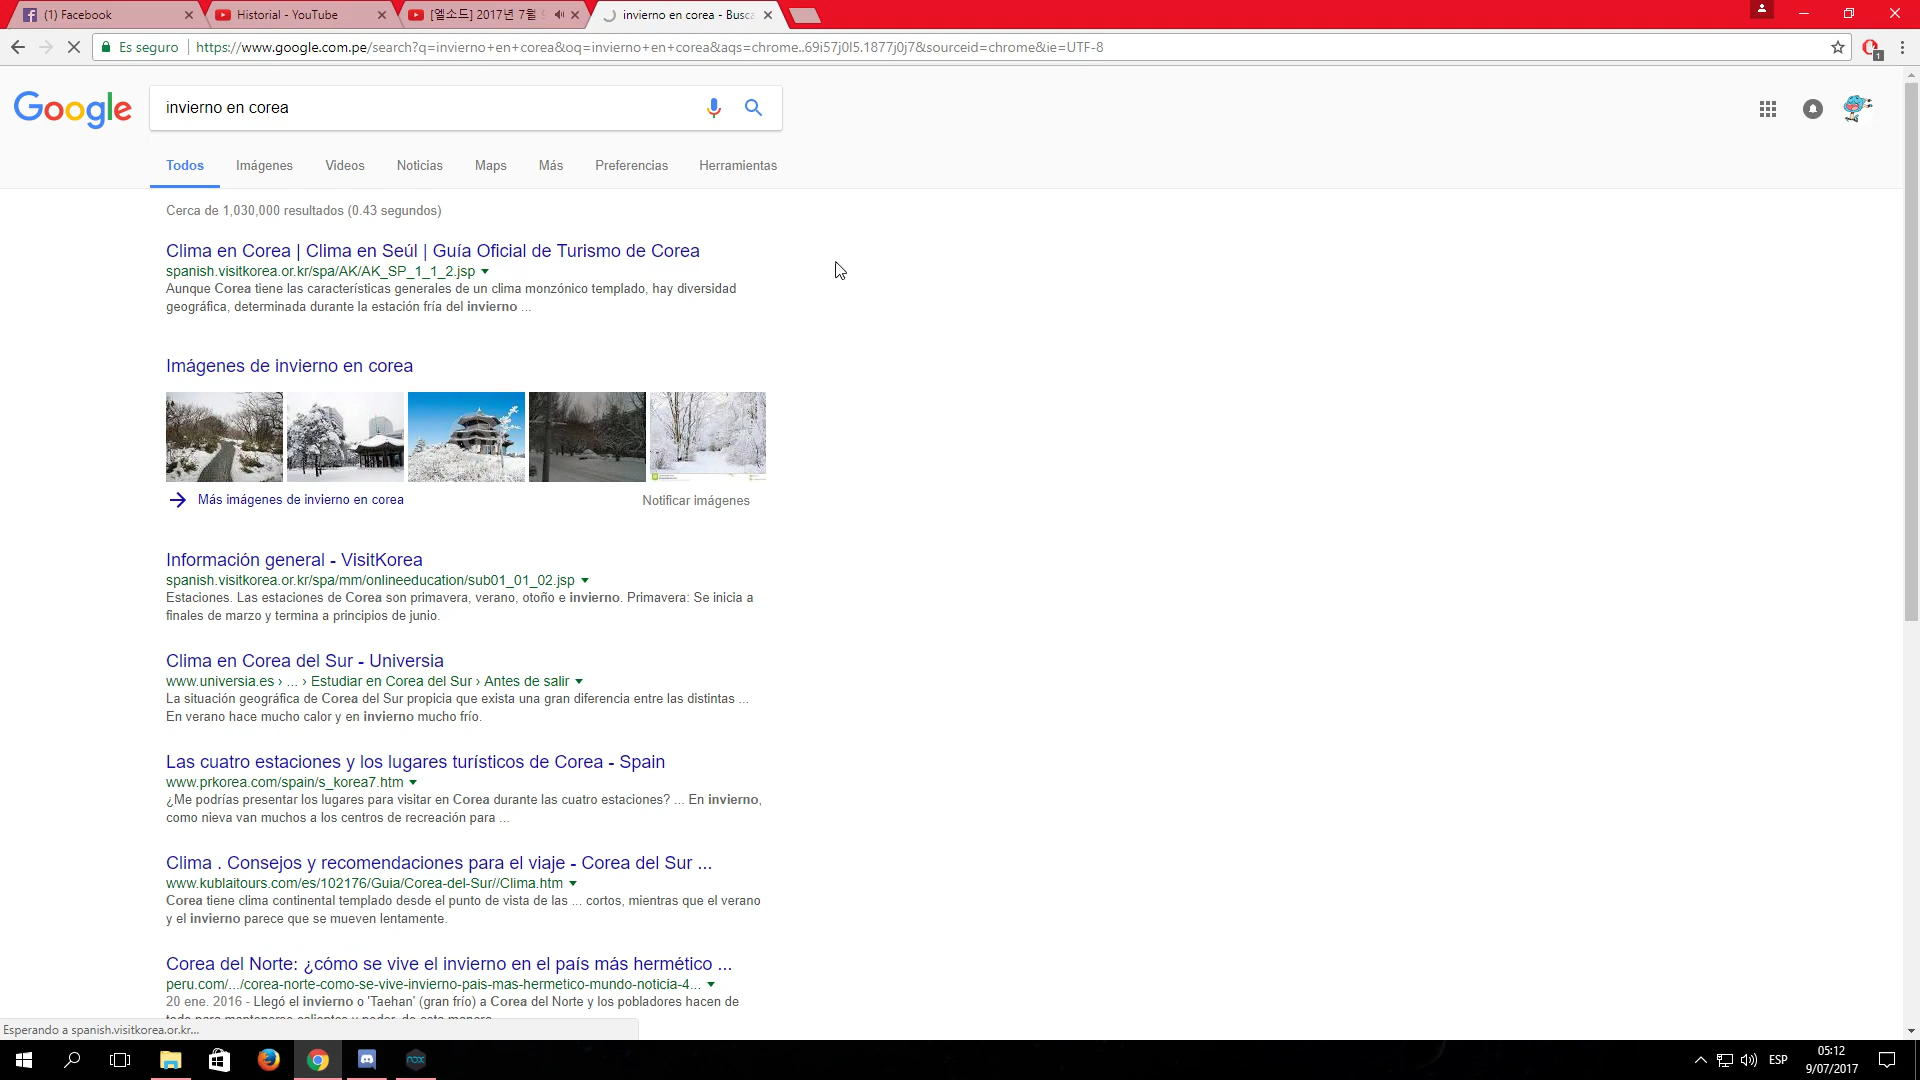 (1) Facebook
Historial - YouTube
[엘소드] 2017년 7월
invierno en corea - Busc
Es seguro
https://www.google.com.pe/search?q=invierno+en+corea&oq=invierno+en+corea&aqs=chrome..69i57j0l5.1877j0j7&sourceid=chrome&ie=UTF-8
1
Google
invierno en corea
Todos
Imágenes
Videos
Noticias
Maps
Más
Preferencias
Herramientas
Cerca de 1,030,000 resultados (0.43 segundos)
Clima en Corea | Clima en Seúl | Guía Oficial de Turismo de Corea
spanish.visitkorea.or.kr/spa/AK/AK_SP_1_1_2.jsp
Aunque Corea tiene las características generales de un clima monzónico templado, hay diversidad
geográfica, determinada durante la estación fría del invierno ...
Imágenes de invierno en corea
Más imágenes de invierno en corea
Notificar imágenes
Información general - VisitKorea
spanish.visitkorea.or.kr/spa/mm/onlineeducation/sub01_01_02.jsp
Estaciones. Las estaciones de Corea son primavera, verano, otoño e invierno. Primavera: Se inicia a
finales de marzo y termina a principios de junio.
Clima en Corea del Sur - Universia
www.universia.es › ... › Estudiar en Corea del Sur › Antes de salir
La situación geográfica de Corea del Sur propicia que exista una gran diferencia entre las distintas ...
En verano hace mucho calor y en invierno mucho frío.
Las cuatro estaciones y los lugares turísticos de Corea - Spain
www.prkorea.com/spain/s_korea7.htm
¿Me podrías presentar los lugares para visitar en Corea durante las cuatro estaciones? ... En invierno,
como nieva van muchos a los centros de recreación para ...
Clima . Consejos y recomendaciones para el viaje - Corea del Sur ...
www.kublaitours.com/es/102176/Guia/Corea-del-Sur//Clima.htm
Corea tiene clima continental templado desde el punto de vista de las ... cortos, mientras que el verano
y el invierno parece que se mueven lentamente.
Corea del Norte: ¿cómo se vive el invierno en el país más hermético ...
peru.com/.../corea-norte-como-se-vive-invierno-pais-mas-hermetico-mundo-noticia-4...
20 ene. 2016 - Llegó el invierno o 'Taehan' (gran frío) a Corea del Norte y los pobladores hacen de
Esperando a spanish.visitkorea.or.kr...
nox
ESP
05:12
9/07/2017